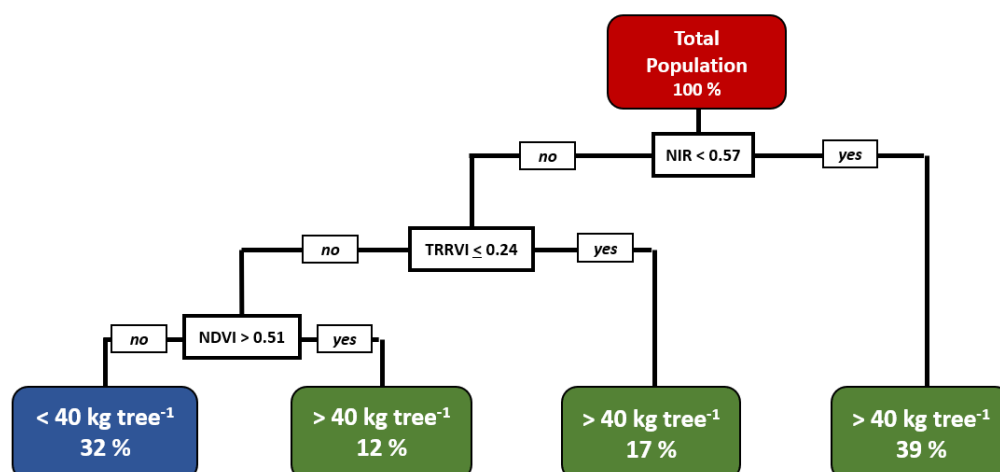 Total
Population
100 %
no
NIR < 0.57
yes
no
TRRVI ≤ 0.24
yes
no
NDVI > 0.51
yes
< 40 kg tree⁻¹
32 %
> 40 kg tree⁻¹
12 %
> 40 kg tree⁻¹
17 %
> 40 kg tree⁻¹
39 %